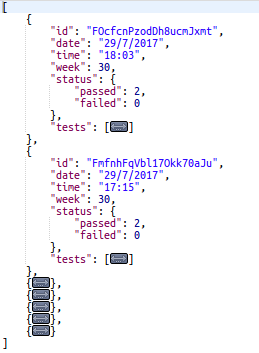 [
{
"id": "FOcfcnPzodDh8ucmJxmt",
"date": "29/7/2017",
"time": "18:03",
"week": 30,
"status": {
"passed": 2,
"failed": 0
},
"tests": []
},
{
"id": "FmfnhFqVbl17Okk70aJu",
"date": "29/7/2017",
"time": "17:15",
"week": 30,
"status": {
"passed": 2,
"failed": 0
},
"tests": []
},
{},
{},
{},
{},
{}
]